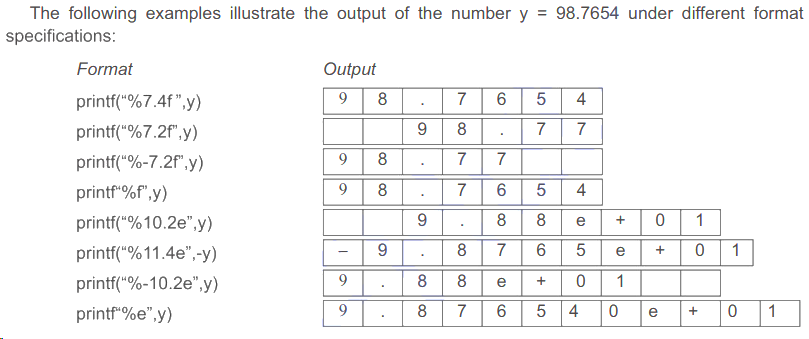 The following examples illustrate the output of the number y = 98.7654 under different format
specifications:
Format Output
printf(“%7.4f”,y) 9 8 . 7 6 5 4
printf(“%7.2f”,y) 9 8 . 7 7
printf(“%-7.2f”,y) 9 8 . 7 7
printf“%f”,y) 9 8 . 7 6 5 4
printf(“%10.2e”,y) 9 . 8 8 e + 0 1
printf(“%11.4e”,-y) – 9 . 8 7 6 5 e + 0 1
printf(“%-10.2e”,y) 9 . 8 8 e + 0 1
printf“%e”,y) 9 . 8 7 6 5 4 0 e + 0 1